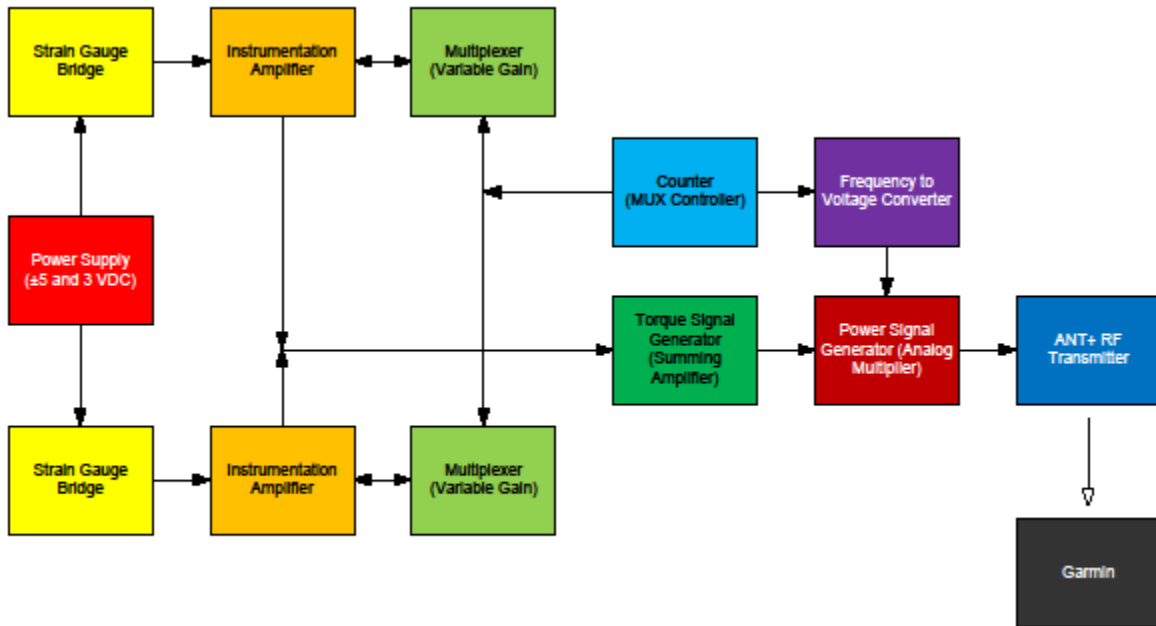 Strain Gauge
Bridge
Instrumentation
Amplifier
Multiplexer
(Variable Gain)
Counter
(MUX Controller)
Frequency to
Voltage Converter
Power Supply
(±5 and 3 VDC)
Torque Signal
Generator
(Summing
Amplifier)
Power Signal
Generator (Analog
Multiplier)
ANT+ RF
Transmitter
Strain Gauge
Bridge
Instrumentation
Amplifier
Multiplexer
(Variable Gain)
Garmin